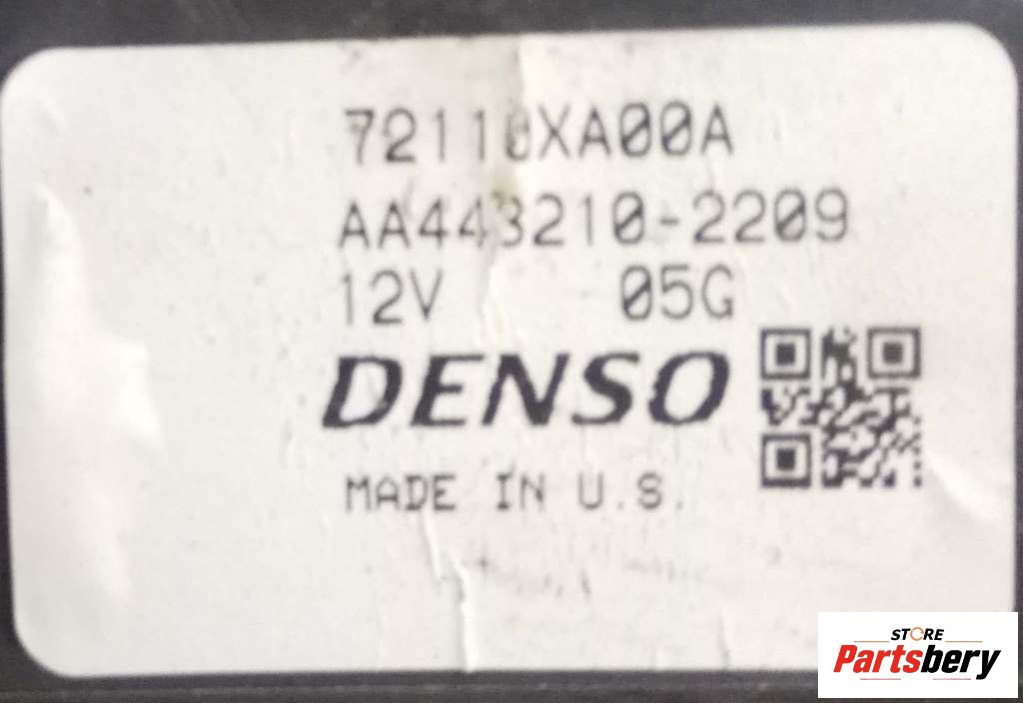 72110XA00A
AA443210-2209
12V 05G
DENSO
MADE IN U.S.
STORE
Partsbery